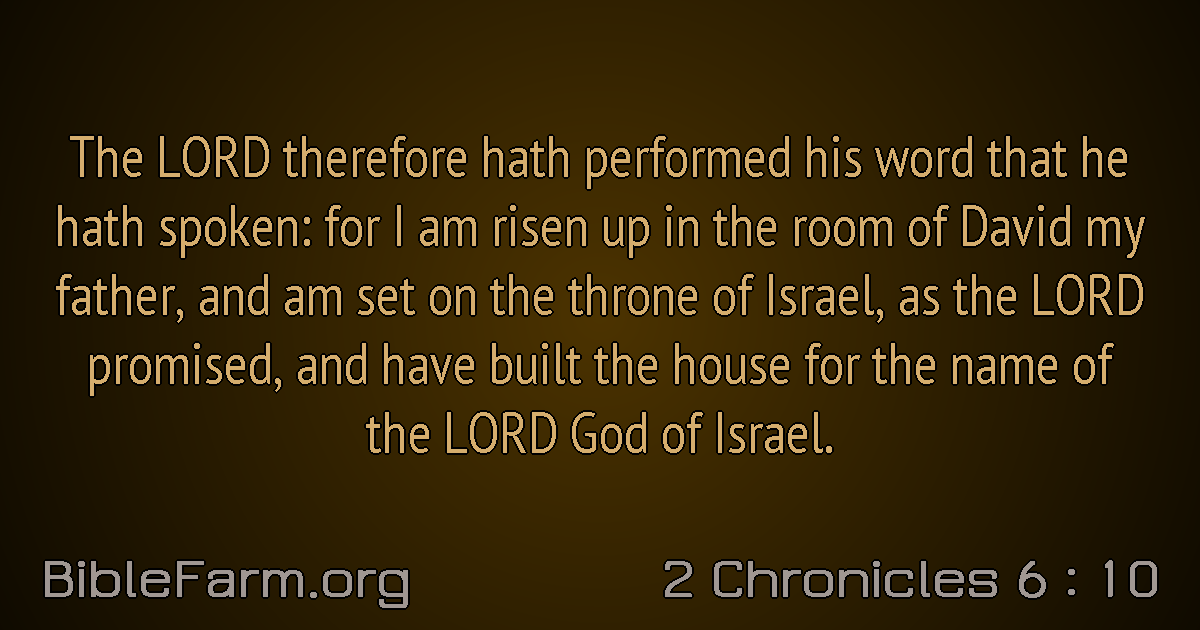 The LORD therefore hath performed his word that he
hath spoken: for I am risen up in the room of David my
father, and am set on the throne of Israel, as the LORD
promised, and have built the house for the name of
the LORD God of Israel.
BibleFarm.org
2 Chronicles 6 : 10